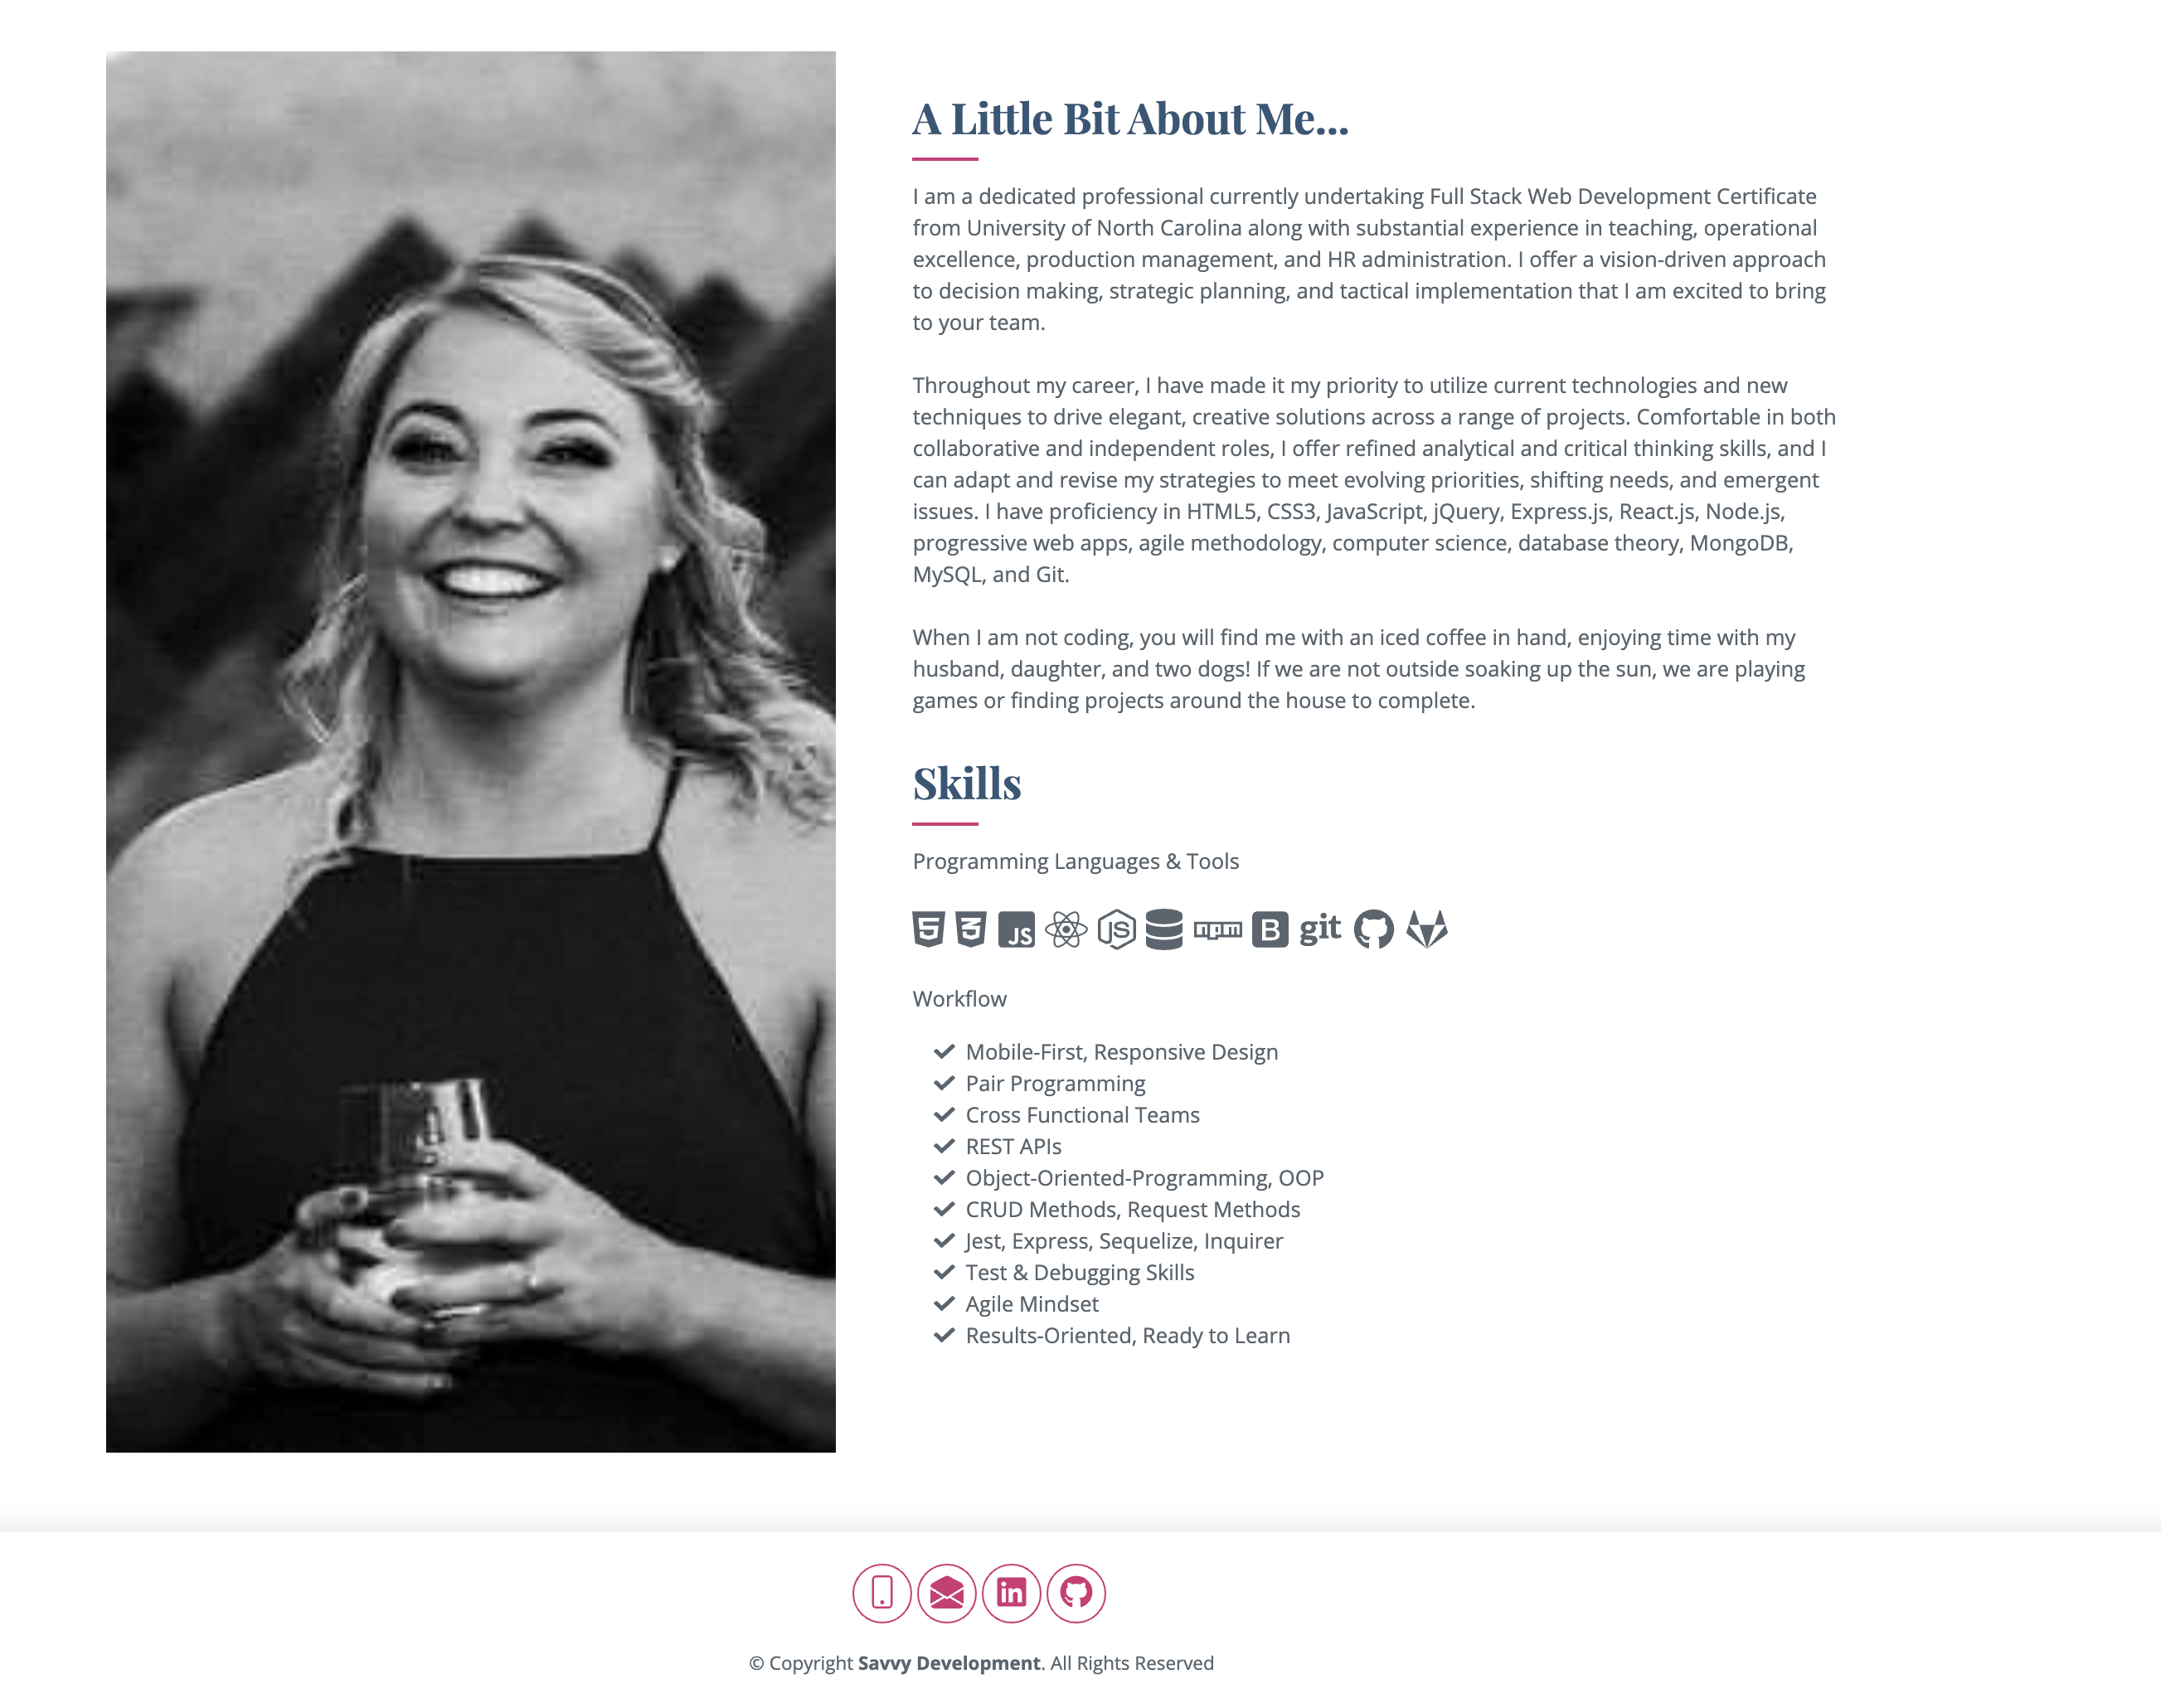 A Little Bit About Me...
I am a dedicated professional currently undertaking Full Stack Web Development Certificate
from University of North Carolina along with substantial experience in teaching, operational
excellence, production management, and HR administration. I offer a vision-driven approach
to decision making, strategic planning, and tactical implementation that I am excited to bring
to your team.
Throughout my career, I have made it my priority to utilize current technologies and new
techniques to drive elegant, creative solutions across a range of projects. Comfortable in both
collaborative and independent roles, I offer refined analytical and critical thinking skills, and I
can adapt and revise my strategies to meet evolving priorities, shifting needs, and emergent
issues. I have proficiency in HTML5, CSS3, JavaScript, jQuery, Express.js, React.js, Node.js,
progressive web apps, agile methodology, computer science, database theory, MongoDB,
MySQL, and Git.
When I am not coding, you will find me with an iced coffee in hand, enjoying time with my
husband, daughter, and two dogs! If we are not outside soaking up the sun, we are playing
games or finding projects around the house to complete.
Skills
Programming Languages & Tools
5 3 JS JS npm B git
Workflow
Mobile-First, Responsive Design
Pair Programming
Cross Functional Teams
REST APIs
Object-Oriented-Programming, OOP
CRUD Methods, Request Methods
Jest, Express, Sequelize, Inquirer
Test & Debugging Skills
Agile Mindset
Results-Oriented, Ready to Learn
in
© Copyright Savvy Development. All Rights Reserved